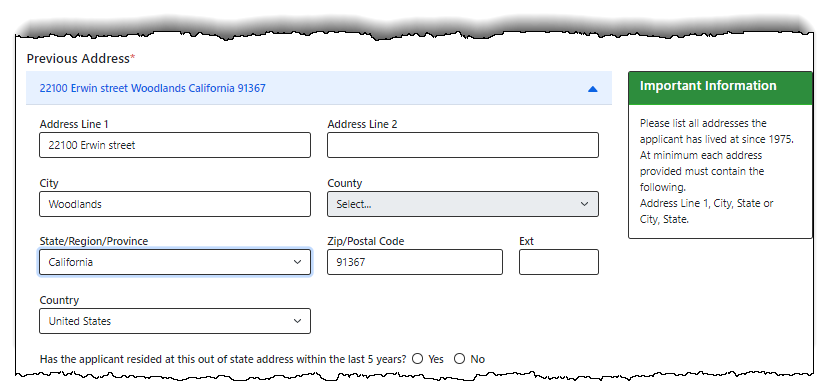 Previous Address*
22100 Erwin street Woodlands California 91367
Address Line 1
Address Line 2
22100 Erwin street
City
County
Woodlands
Select...
State/Region/Province
Zip/Postal Code
Ext
California
91367
Country
United States
Has the applicant resided at this out of state address within the last 5 years? Yes No
Important Information
Please list all addresses the
applicant has lived at since 1975.
At minimum each address
provided must contain the
following.
Address Line 1, City, State or
City, State.